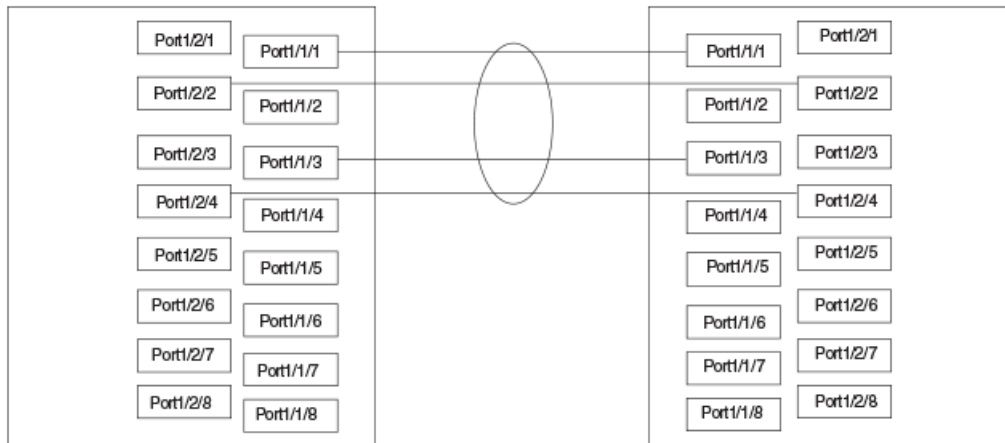 Port1/2/1 Port1/1/1 Port1/1/1 Port1/2/1
Port1/2/2 Port1/1/2 Port1/1/2 Port1/2/2
Port1/2/3 Port1/1/3 Port1/1/3 Port1/2/3
Port1/2/4 Port1/1/4 Port1/1/4 Port1/2/4
Port1/2/5 Port1/1/5 Port1/1/5 Port1/2/5
Port1/2/6 Port1/1/6 Port1/1/6 Port1/2/6
Port1/2/7 Port1/1/7 Port1/1/7 Port1/2/7
Port1/2/8 Port1/1/8 Port1/1/8 Port1/2/8